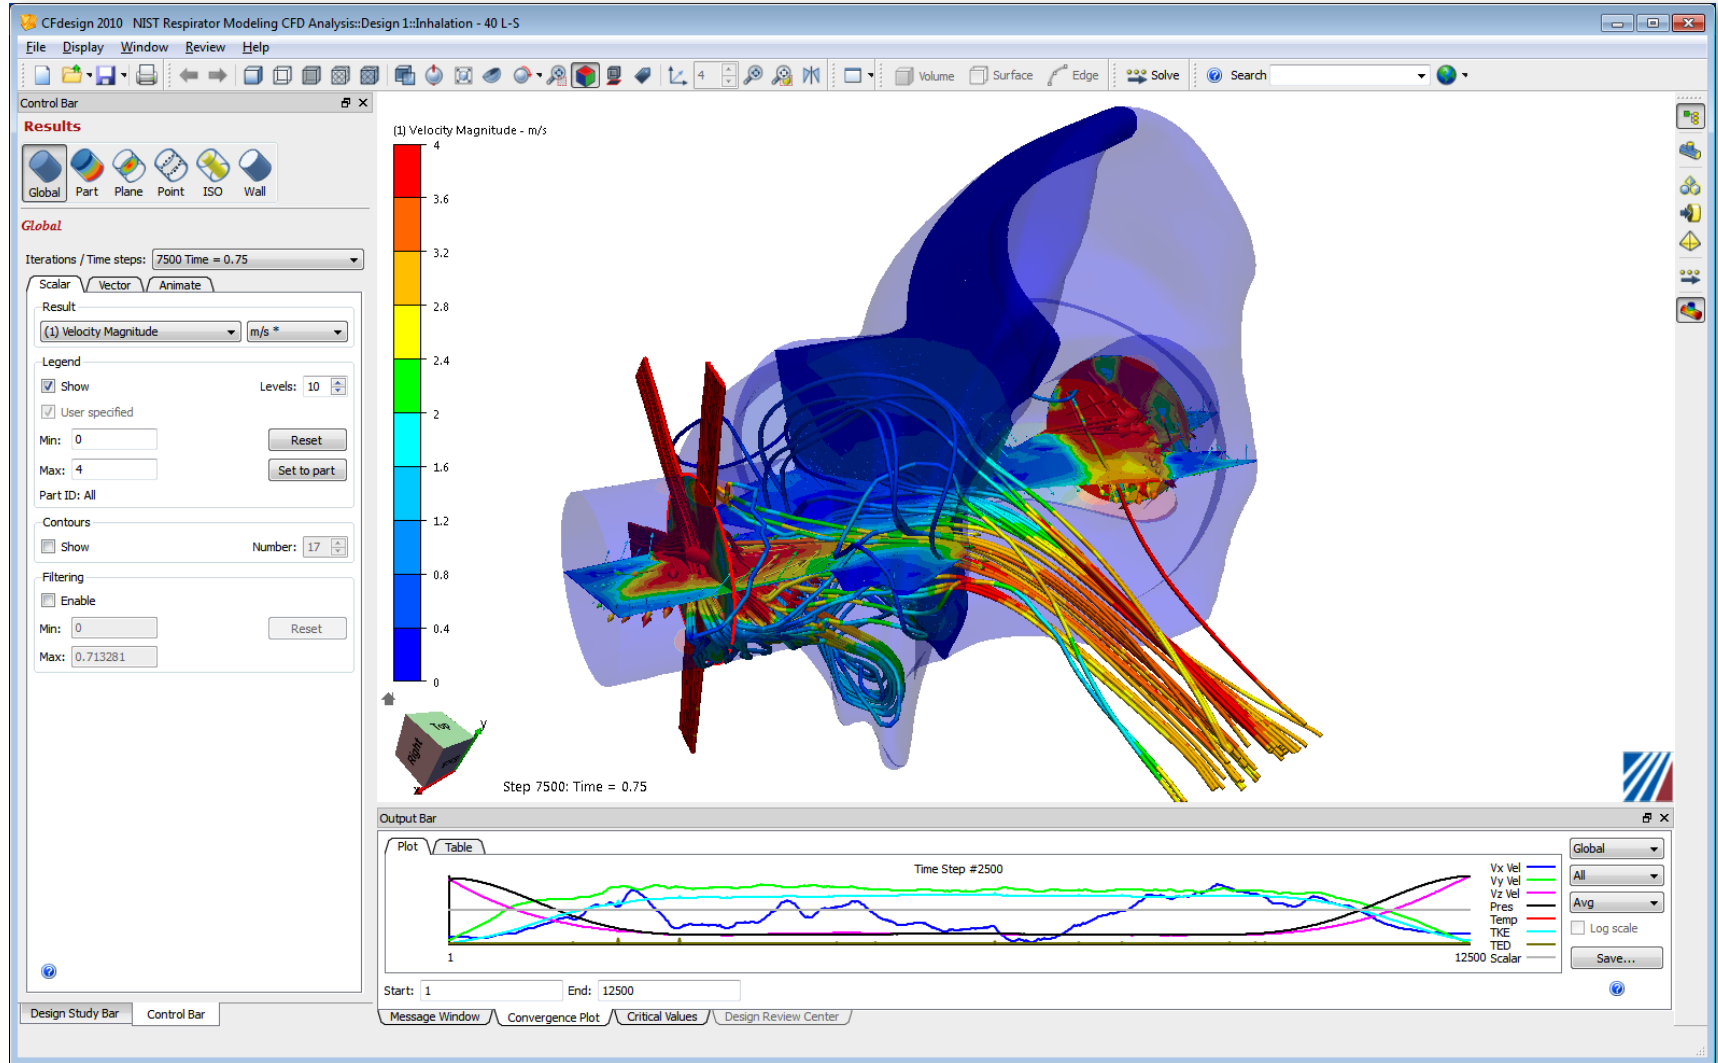 CFdesign 2010 NIST Respirator Modeling CFD Analysis::Design 1::Inhalation - 40 L-S
File Display Window Review Help
4 Volume Surface Edge Solve Search
Control Bar
Results
Global Part Plane Point ISO Wall
Global
Iterations / Time steps: 7500 Time = 0.75
Scalar Vector Animate
Result
(1) Velocity Magnitude m/s *
Legend
Show Levels: 10
User specified
Min: 0 Reset
Max: 4 Set to part
Part ID: All
Contours
Show Number: 17
Filtering
Enable
Min: 0 Reset
Max: 0.713281
Design Study Bar Control Bar
(1) Velocity Magnitude - m/s
4
3.6
3.2
2.8
2.4
2
1.6
1.2
0.8
0.4
0
Top
Right
y
x
Step 7500: Time = 0.75
Output Bar
Plot Table
Time Step #2500
Vx Vel
Vy Vel
Vz Vel
Pres
Temp
TKE
TED
Scalar
1 12500
Global
All
Avg
Log scale
Save...
Start: 1 End: 12500
Message Window Convergence Plot Critical Values Design Review Center